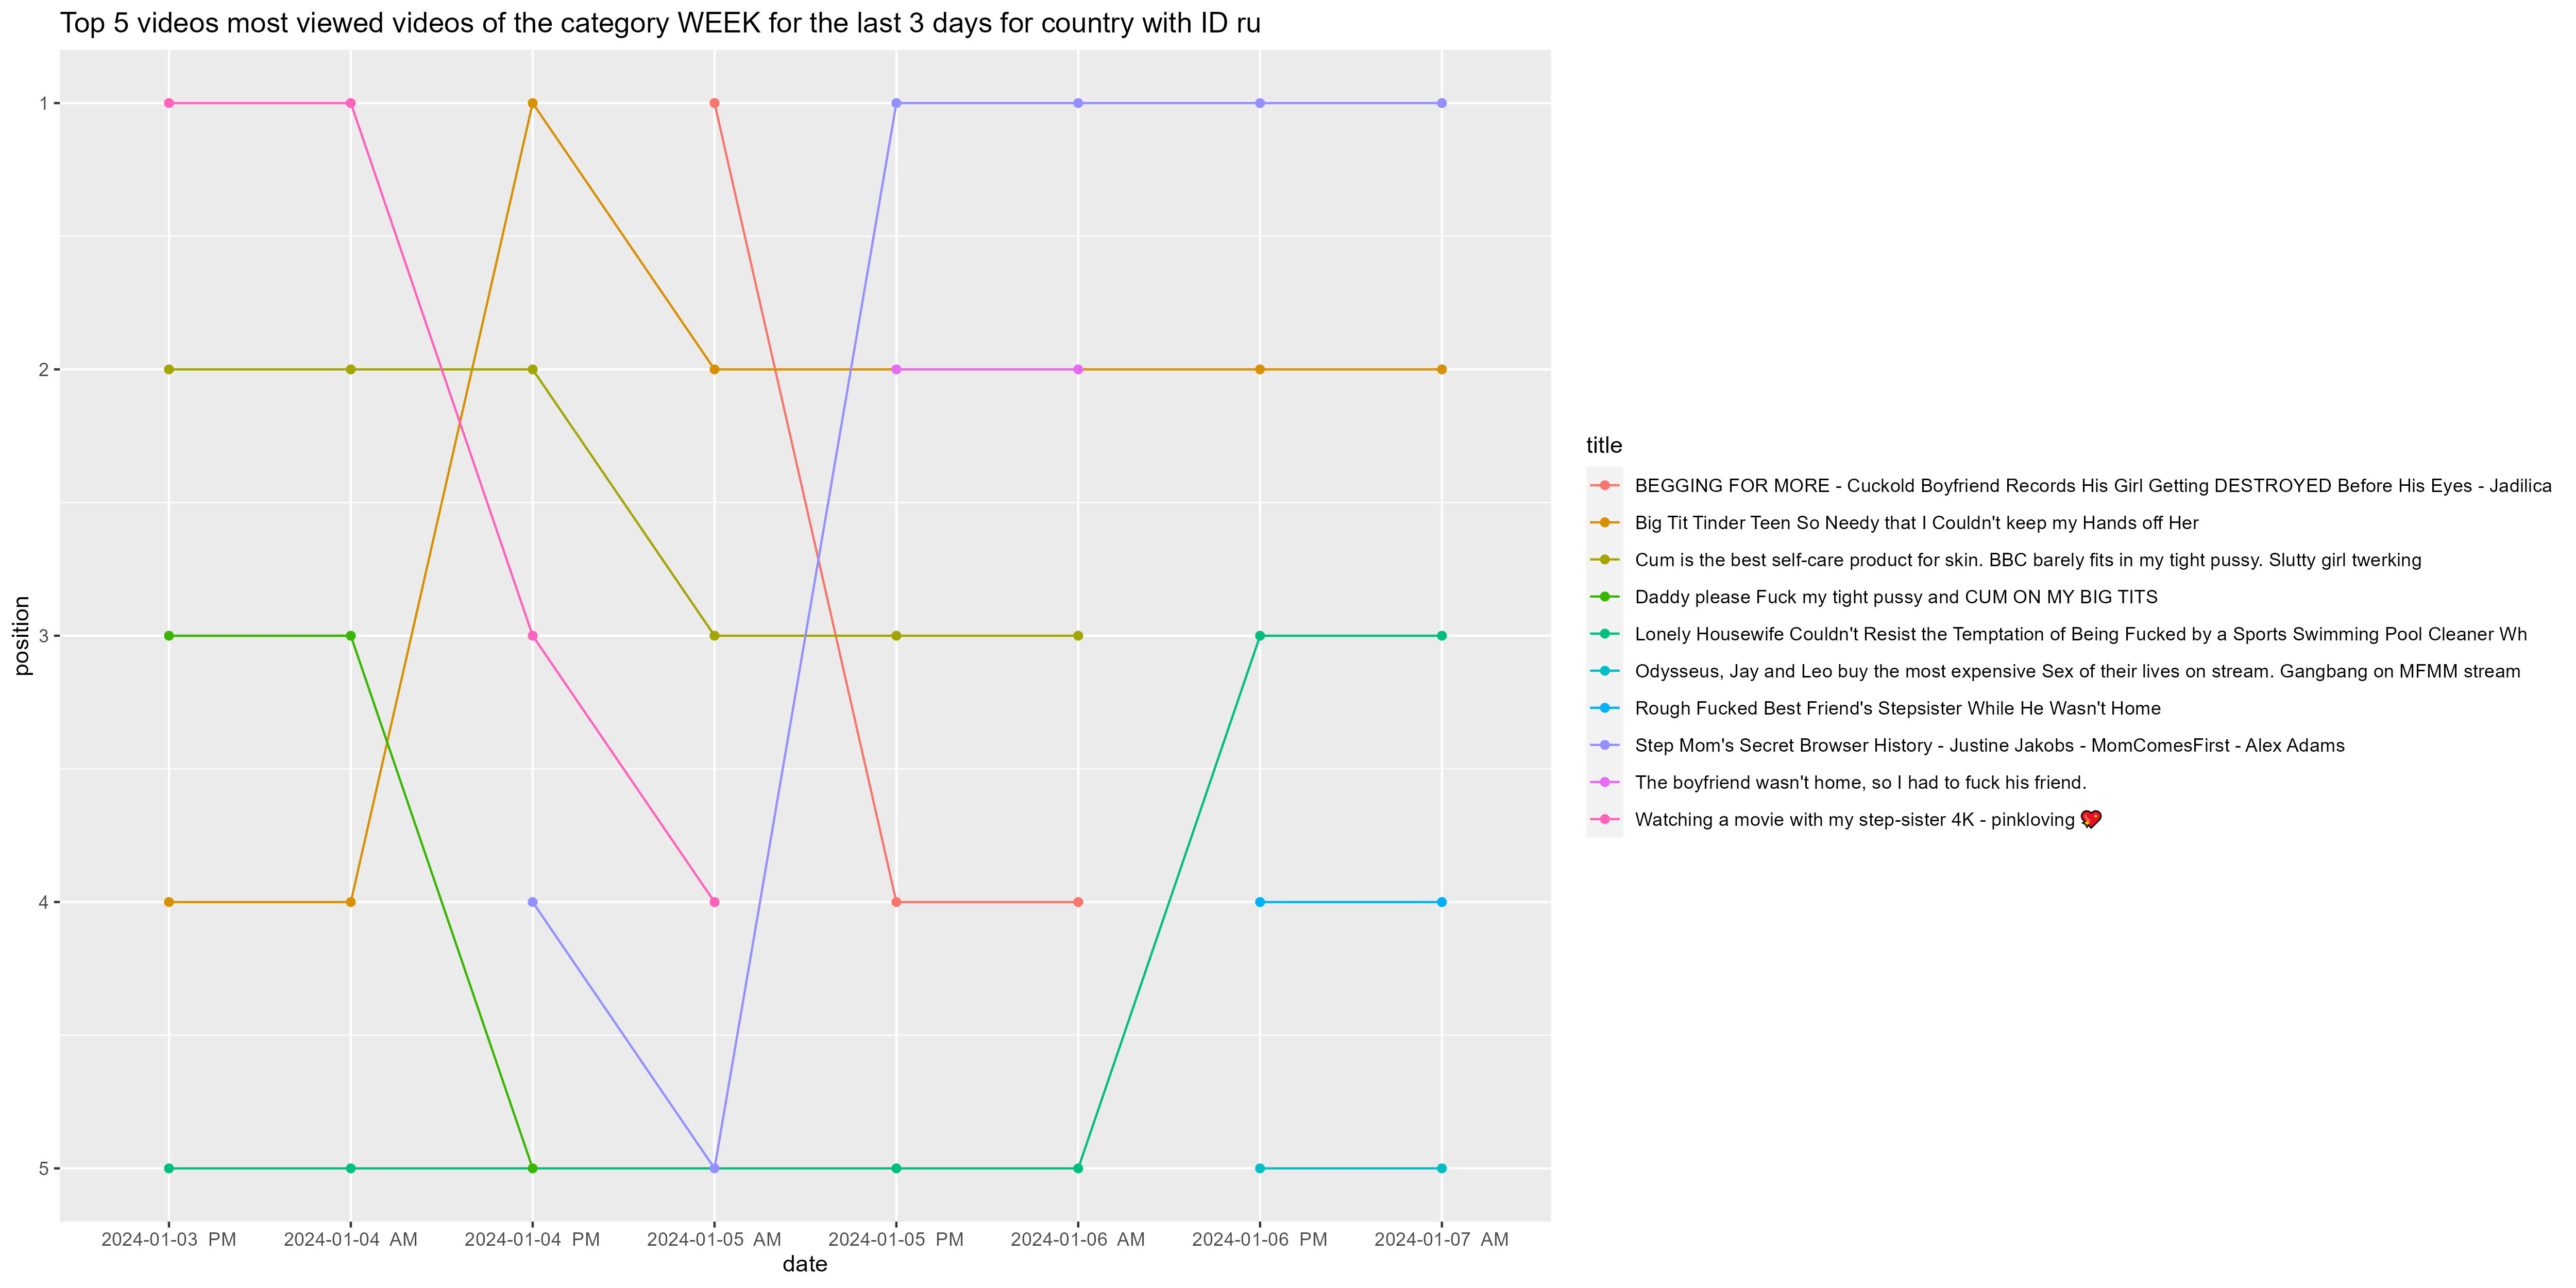 Top 5 videos most viewed videos of the category WEEK for the last 3 days for country with ID ru
position
1
2
3
4
5
2024-01-03 PM
2024-01-04 AM
2024-01-04 PM
2024-01-05 AM
2024-01-05 PM
2024-01-06 AM
2024-01-06 PM
2024-01-07 AM
date
title
BEGGING FOR MORE - Cuckold Boyfriend Records His Girl Getting DESTROYED Before His Eyes - Jadilica
Big Tit Tinder Teen So Needy that I Couldn't keep my Hands off Her
Cum is the best self-care product for skin. BBC barely fits in my tight pussy. Slutty girl twerking
Daddy please Fuck my tight pussy and CUM ON MY BIG TITS
Lonely Housewife Couldn't Resist the Temptation of Being Fucked by a Sports Swimming Pool Cleaner Wh
Odysseus, Jay and Leo buy the most expensive Sex of their lives on stream. Gangbang on MFMM stream
Rough Fucked Best Friend's Stepsister While He Wasn't Home
Step Mom's Secret Browser History - Justine Jakobs - MomComesFirst - Alex Adams
The boyfriend wasn't home, so I had to fuck his friend.
Watching a movie with my step-sister 4K - pinkloving 💖